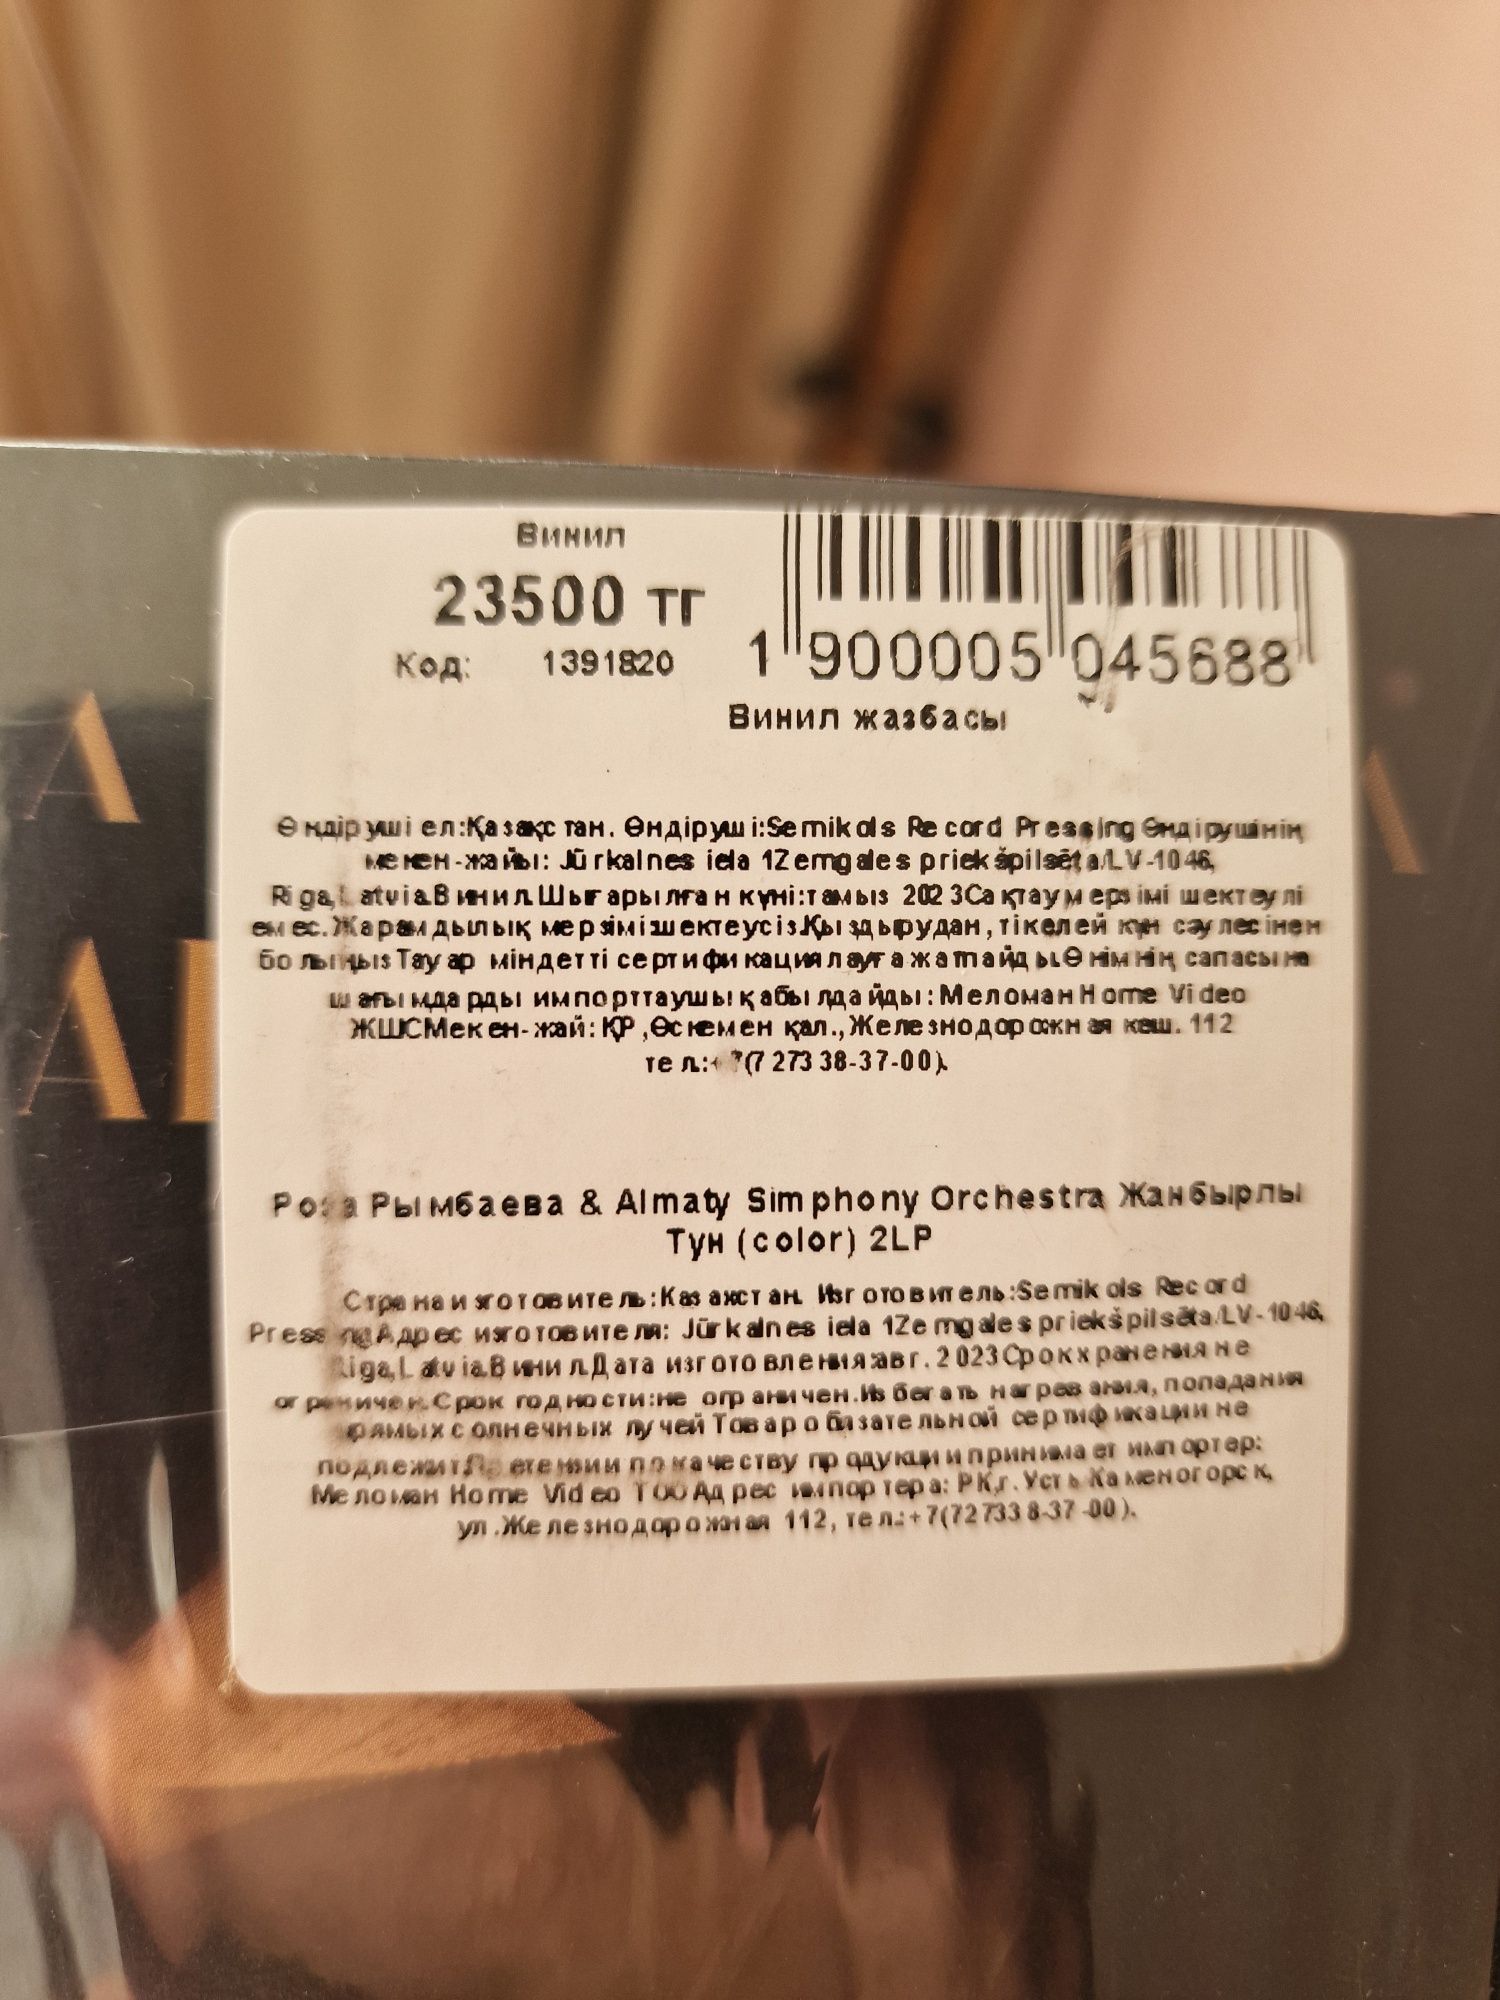 Винил
23500 тг
Код: 1391820
1 900005 045688
Винил жазбасы
Өндіруші ел:Қазақстан. Өндіруші:Semikols Record Pressing Өндірушінің
мекен-жайы: Jūrkalnes iela 1Zemgales priekšpilsēta/LV-1046,
Riga,Latvia.Винил.Шығарылған күні:тамыз 2023Сақтау мерзімі шектеулі
емес.Жарамдылық мерзімі:шектеусіз.Қыздырудан, тікелей күн сәулесінен
болыңызТауар міндетті сертификациялауға жатпайды.Өнімнің сапасына
шағымдарды импорттаушы қабылдайды: Меломан Home Video
ЖШСМекен-жай: ҚР,Өскемен қал.,Железнодорожная көш. 112
тел.:+7(727338-37-00).
Роза Рымбаева & Almaty Simphony Orchestra Жанбырлы
Тун (color) 2LP
Страна изготовитель:Казахстан. Изготовитель:Semikols Record
Pressing Адрес изготовителя: Jūrkalnes iela 1Zemgales priekšpilsēta/LV-1046,
Riga,Latvia.Винил.Дата изготовления:авг. 2023Срок хранения не
ограничен.Срок годности:не ограничен.Избегать нагревания, попадания
прямых солнечных лучей Товар обязательной сертификации не
подлежит.Претензии по качеству продукции принимает импортер:
Меломан Home Video ТОО Адрес импортера: РК,г. Усть-Каменогорск,
ул.Железнодорожная 112, тел.:+7(727338-37-00).